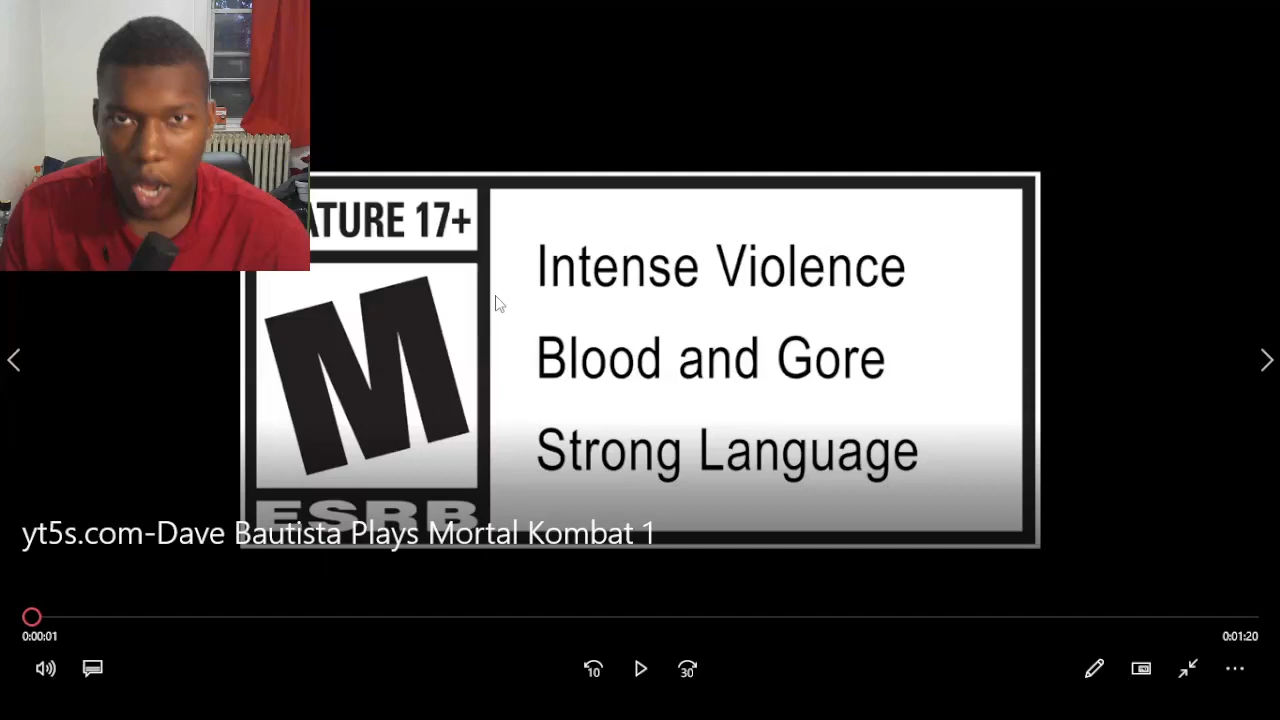 ATURE 17+
Intense Violence
M
Blood and Gore
Strong Language
ESRB
yt5s.com-Dave Bautista Plays Mortal Kombat 1
0:00:01
0:01:20
10
30